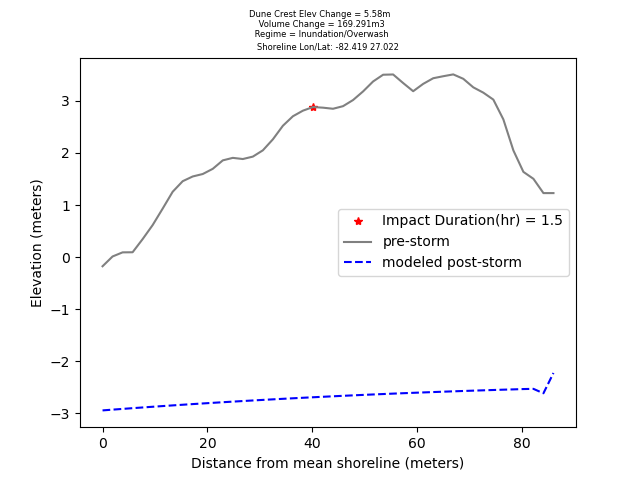 Dune Crest Elev Change = 5.58m
Volume Change = 169.291m3
Regime = Inundation/Overwash
Shoreline Lon/Lat: -82.419 27.022
3
2
1
0
−1
−2
−3
Elevation (meters)
Impact Duration(hr) = 1.5
pre-storm
modeled post-storm
0 20 40 60 80
Distance from mean shoreline (meters)